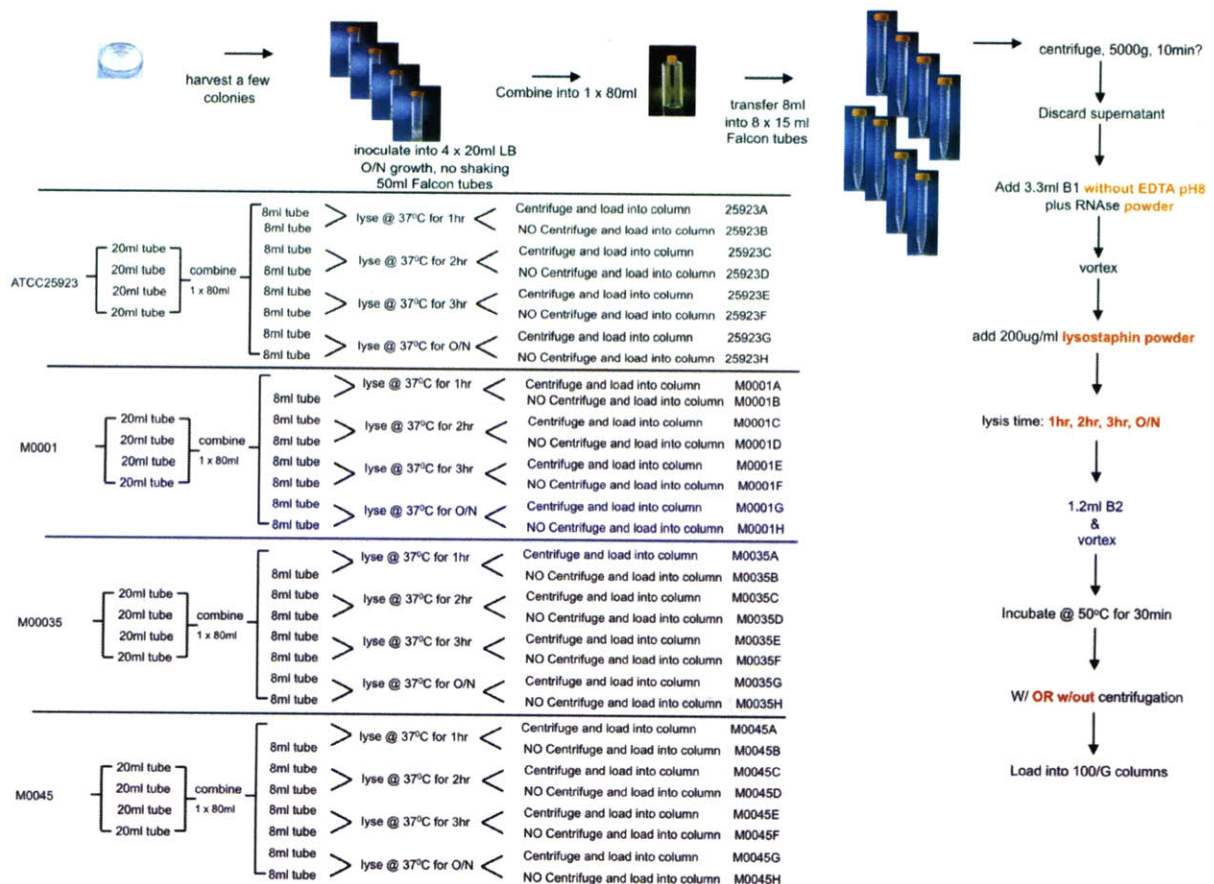 harvest a few
colonies
inoculate into 4 x 20ml LB
O/N growth, no shaking
50ml Falcon tubes
Combine into 1 x 80ml
transfer 8ml
into 8 x 15 ml
Falcon tubes
centrifuge, 5000g, 10min?
Discard supernatant
Add 3.3ml B1 without EDTA pH8
plus RNAse powder
vortex
add 200ug/ml lysostaphin powder
lysis time: 1hr, 2hr, 3hr, O/N
1.2ml B2
&
vortex
Incubate @ 50°C for 30min
W/ OR w/out centrifugation
Load into 100/G columns
ATCC25923
20ml tube
20ml tube
20ml tube
20ml tube
combine
1 x 80ml
8ml tube
8ml tube
8ml tube
8ml tube
8ml tube
8ml tube
8ml tube
8ml tube
lyse @ 37°C for 1hr
lyse @ 37°C for 2hr
lyse @ 37°C for 3hr
lyse @ 37°C for O/N
Centrifuge and load into column 25923A
NO Centrifuge and load into column 25923B
Centrifuge and load into column 25923C
NO Centrifuge and load into column 25923D
Centrifuge and load into column 25923E
NO Centrifuge and load into column 25923F
Centrifuge and load into column 25923G
NO Centrifuge and load into column 25923H
M0001
20ml tube
20ml tube
20ml tube
20ml tube
combine
1 x 80ml
8ml tube
8ml tube
8ml tube
8ml tube
8ml tube
8ml tube
8ml tube
lyse @ 37°C for 1hr
lyse @ 37°C for 2hr
lyse @ 37°C for 3hr
lyse @ 37°C for O/N
Centrifuge and load into column M0001A
NO Centrifuge and load into column M0001B
Centrifuge and load into column M0001C
NO Centrifuge and load into column M0001D
Centrifuge and load into column M0001E
NO Centrifuge and load into column M0001F
Centrifuge and load into column M0001G
NO Centrifuge and load into column M0001H
M00035
20ml tube
20ml tube
20ml tube
20ml tube
combine
1 x 80ml
8ml tube
8ml tube
8ml tube
8ml tube
8ml tube
8ml tube
8ml tube
lyse @ 37°C for 1hr
lyse @ 37°C for 2hr
lyse @ 37°C for 3hr
lyse @ 37°C for O/N
Centrifuge and load into column M0035A
NO Centrifuge and load into column M0035B
Centrifuge and load into column M0035C
NO Centrifuge and load into column M0035D
Centrifuge and load into column M0035E
NO Centrifuge and load into column M0035F
Centrifuge and load into column M0035G
NO Centrifuge and load into column M0035H
M0045
20ml tube
20ml tube
20ml tube
20ml tube
combine
1 x 80ml
8ml tube
8ml tube
8ml tube
8ml tube
8ml tube
8ml tube
8ml tube
lyse @ 37°C for 1hr
lyse @ 37°C for 2hr
lyse @ 37°C for 3hr
lyse @ 37°C for O/N
Centrifuge and load into column M0045A
NO Centrifuge and load into column M0045B
Centrifuge and load into column M0045C
NO Centrifuge and load into column M0045D
Centrifuge and load into column M0045E
NO Centrifuge and load into column M0045F
Centrifuge and load into column M0045G
NO Centrifuge and load into column M0045H